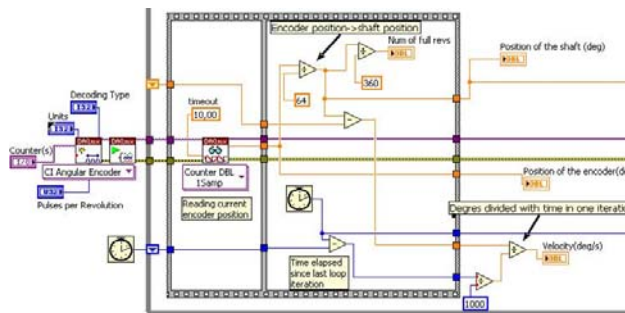 Encoder position->shaft position
Num of full revs
DBL
Position of the shaft (deg)
DBL
360
64
Decoding Type
Units
Counter(s)
timeout
10,00
CI Angular Encoder
Counter DBL
1Samp
Pulses per Revolution
Reading current
encoder position
Position of the encoder(deg
DBL
Degres divided with time in one iteratio
Velocity(deg/s)
DBL
Time elapsed
since last loop
iteration
1000